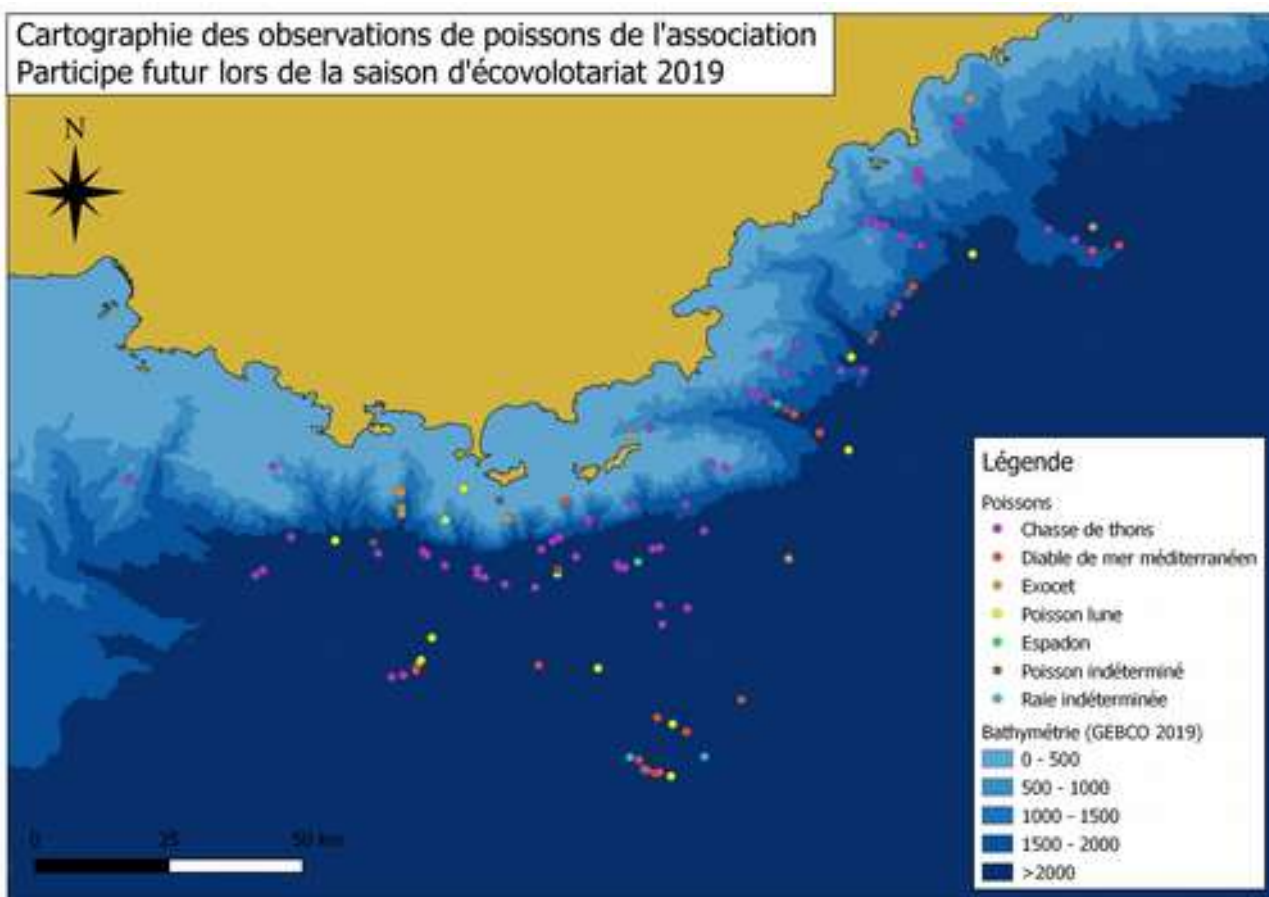 Cartographie des observations de poissons de l'association
Participe futur lors de la saison d'écovolotariat 2019
N
Légende
Poissons
Chasse de thons
Diable de mer méditerranéen
Exocet
Poisson lune
Espadon
Poisson indéterminé
Raie indéterminée
Bathymétrie (GEBCO 2019)
0 - 500
500 - 1000
1000 - 1500
1500 - 2000
>2000
0 25 50 km